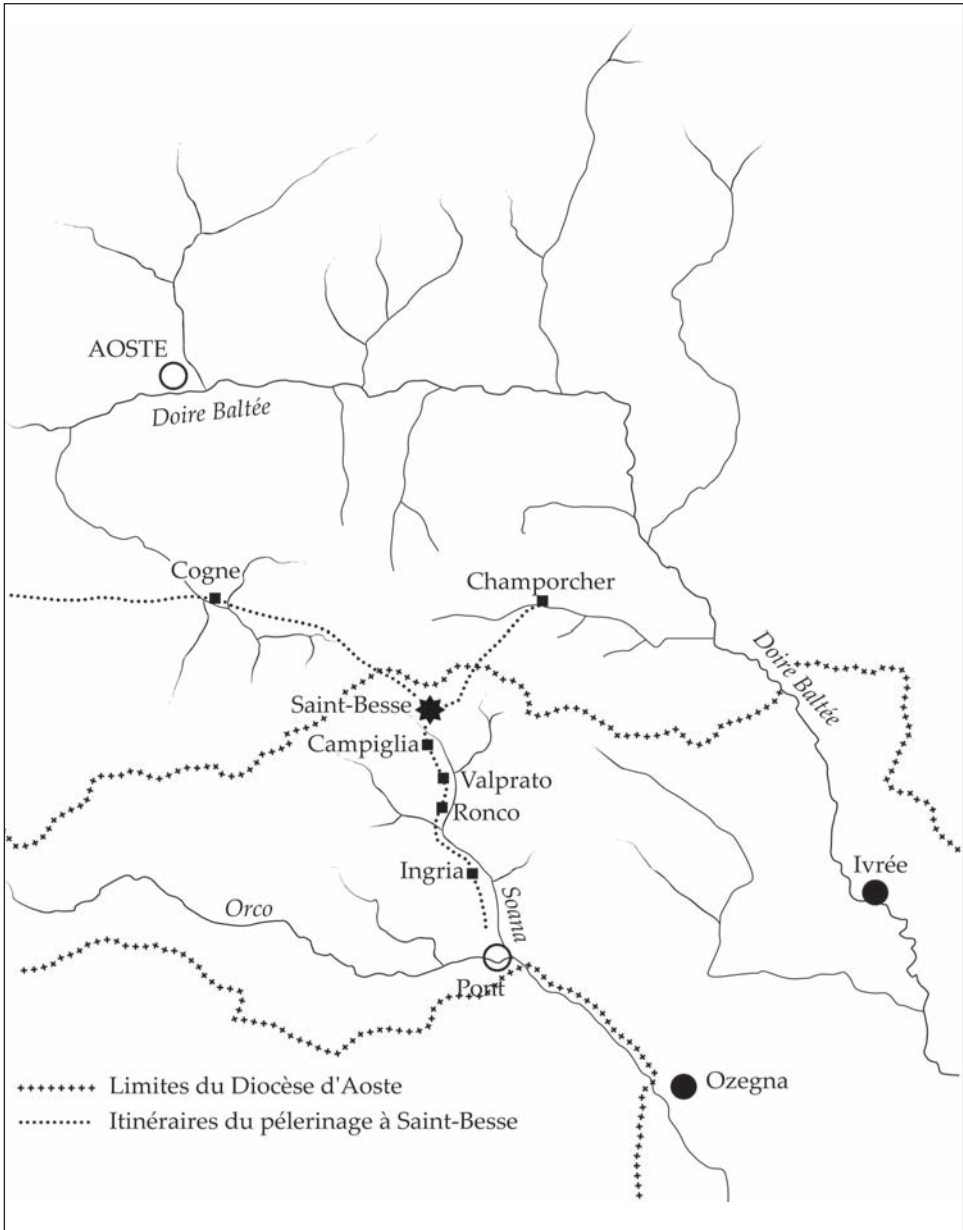 AOSTE
Doire Baltée
Cogne
Champorcher
Doire Baltée
Saint-Besse
Campiglia
Valprato
Ronco
Ingria
Ivrée
Soana
Orco
Pont
Limites du Diocèse d'Aoste
Ozegna
Itinéraires du pélerinage à Saint-Besse